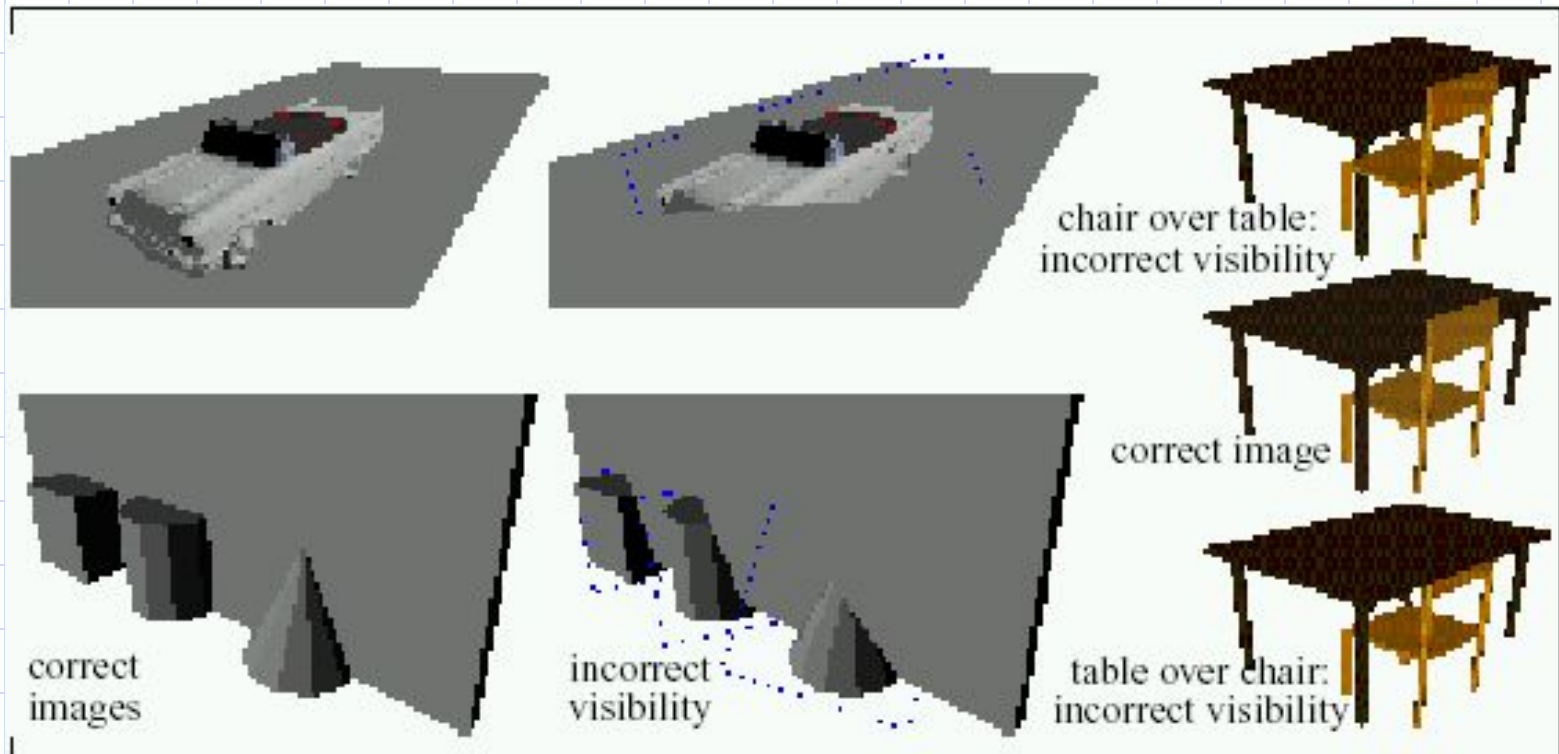 chair over table:
incorrect visibility
correct image
correct
images
incorrect
visibility
table over chair:
incorrect visibility